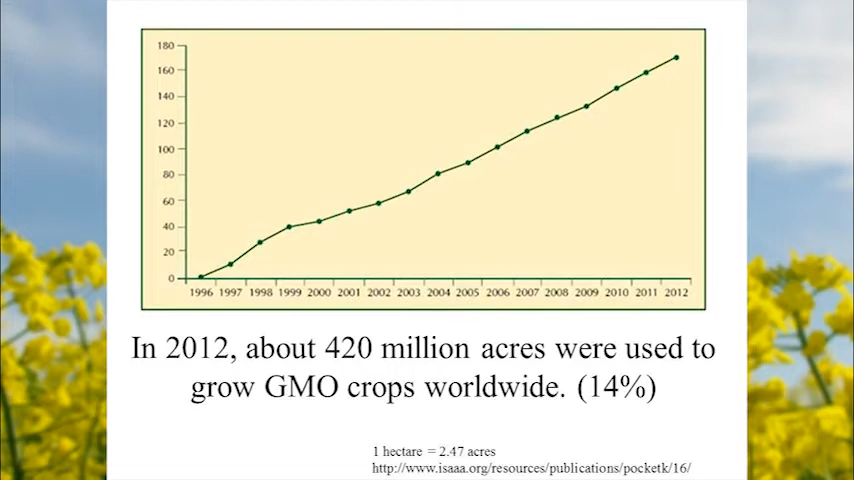 180
160
140
120
100
80
60
40
20
0
1996 1997 1998 1999 2000 2001 2002 2003 2004 2005 2006 2007 2008 2009 2010 2011 2012
In 2012, about 420 million acres were used to
grow GMO crops worldwide. (14%)
1 hectare = 2.47 acres
http://www.isaaa.org/resources/publications/pocketk/16/